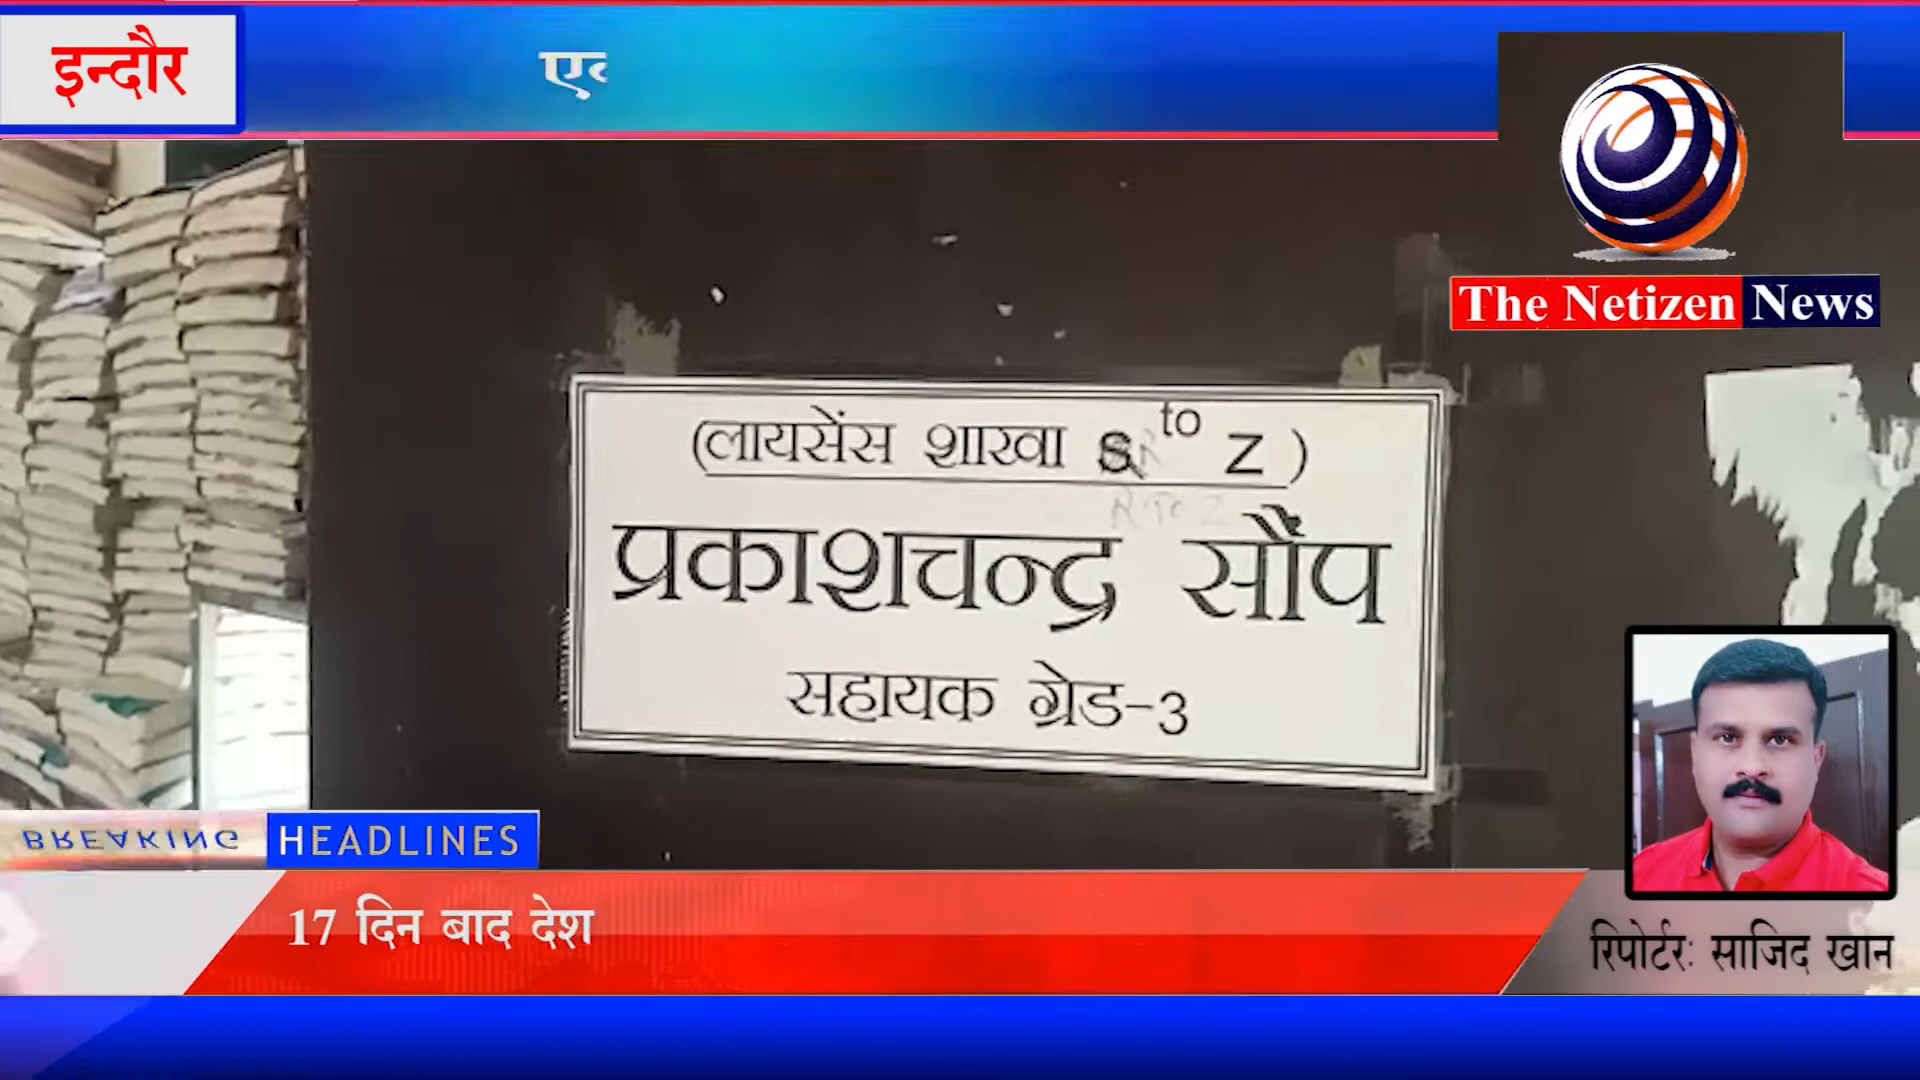 इन्दौर
The Netizen News
(लायसेंस शाखा S to Z)
प्रकाशचन्द्र सौंप
सहायक ग्रेड-3
BREAKING
HEADLINES
17 दिन बाद देश
रिपोर्टर: साजिद खान